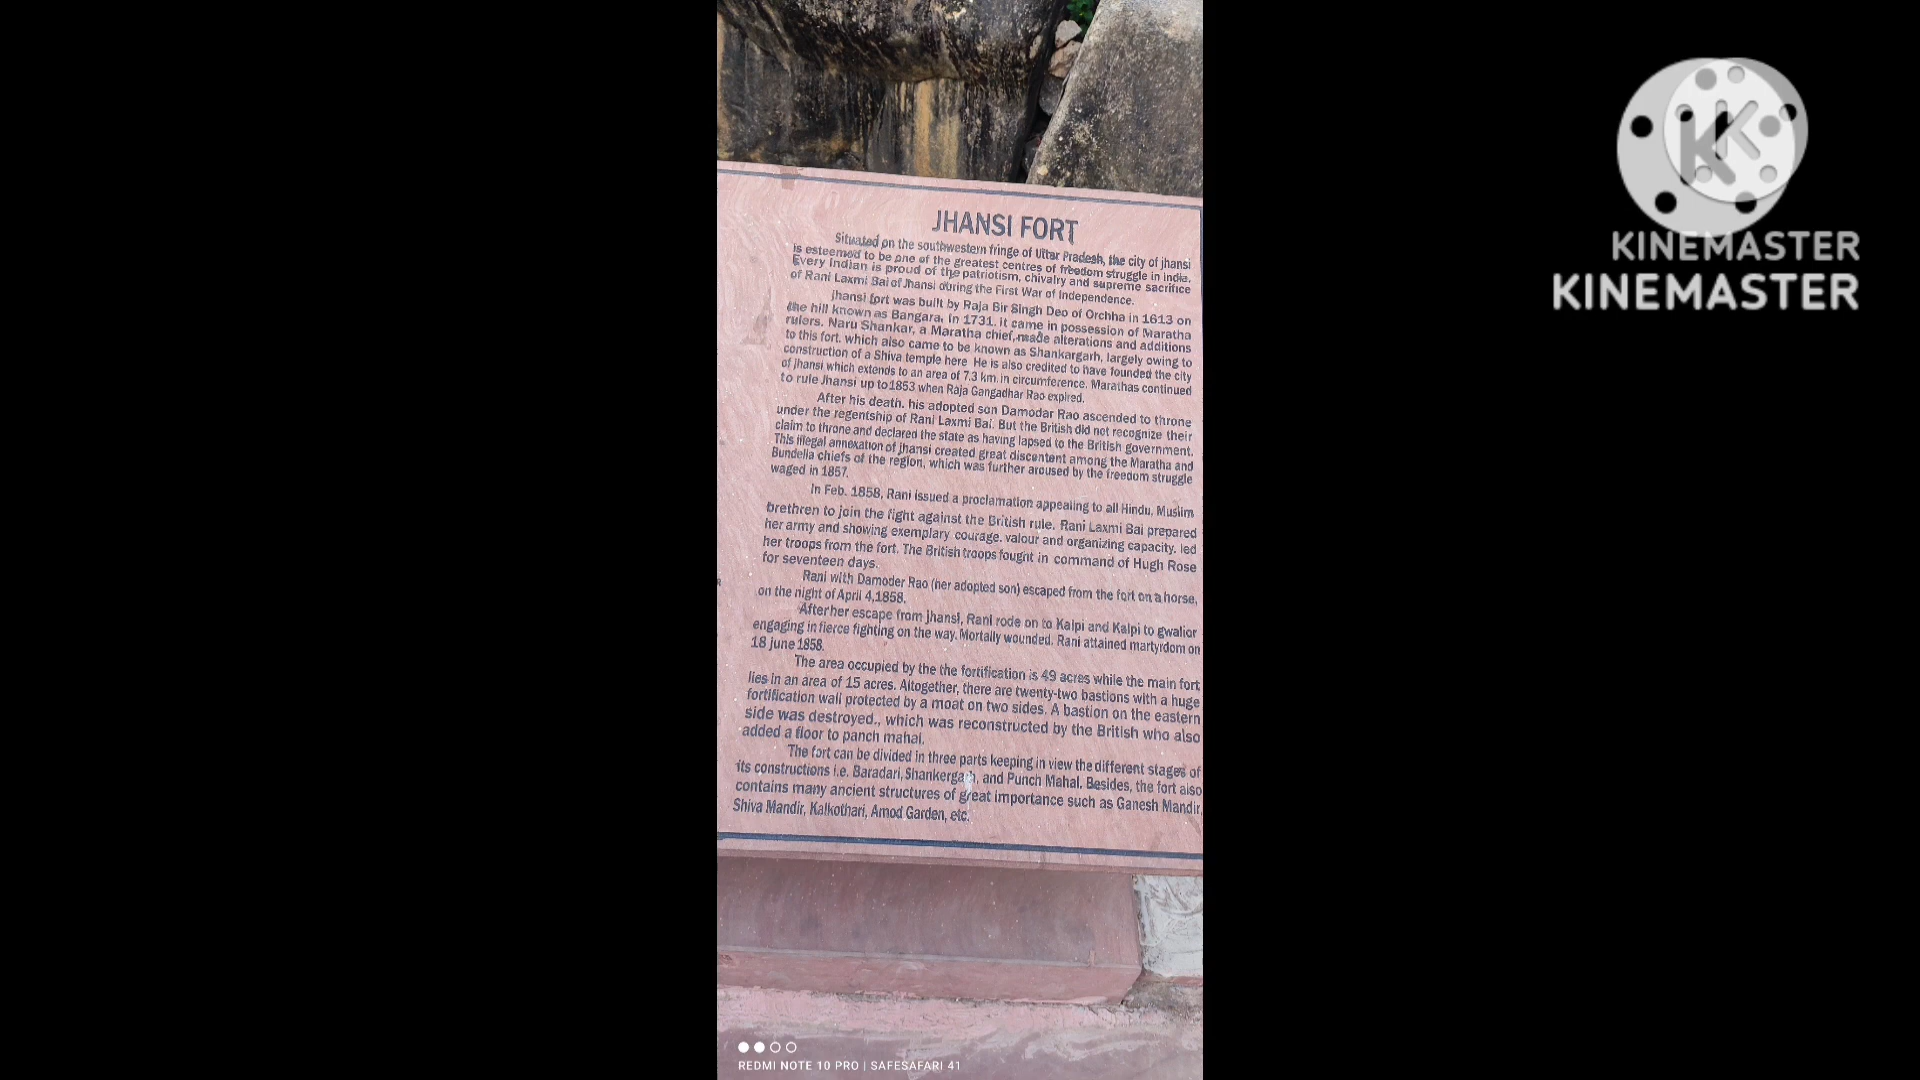 JHANSI FORT
Situated on the southwestern fringe of Uttar Pradesh, the city of jhansi
is esteemed to be one of the greatest centres of freedom struggle in india.
Every Indian is proud of the patriotism, chivalry and supreme sacrifice
of Rani Laxmi Bai of Jhansi during the First War of Independence.
jhansi fort was built by Raja Bir Singh Deo of Orchha in 1613 on
the hill known as Bangara. In 1731, it came in possession of Maratha
rulers. Naru Shankar, a Maratha chief, made alterations and additions
to this fort, which also came to be known as Shankargarh, largely owing to
construction of a Shiva temple here. He is also credited to have founded the city
of jhansi which extends to an area of 7.3 km. in circumference. Marathas continued
to rule Jhansi up to 1853 when Raja Gangadhar Rao expired.
After his death, his adopted son Damodar Rao ascended to throne
under the regentship of Rani Laxmi Bai. But the British did not recognize their
claim to throne and declared the state as having lapsed to the British government.
This illegal annexation of jhansi created great discentent among the Maratha and
Bundella chiefs of the region, which was further aroused by the freedom struggle
waged in 1857.
In Feb. 1858, Rani issued a proclamation appealing to all Hindu, Muslim
brethren to join the fight against the British rule. Rani Laxmi Bai prepared
her army and showing exemplary courage, valour and organizing capacity, led
her troops from the fort. The British troops fought in command of Hugh Rose
for seventeen days.
Rani with Damoder Rao (her adopted son) escaped from the fort on a horse,
on the night of April 4,1858.
After her escape from jhansi, Rani rode on to Kalpi and Kalpi to gwalior
engaging in fierce fighting on the way. Mortally wounded, Rani attained martyrdom on
18 june 1858.
The area occupied by the the fortification is 49 acres while the main fort
lies in an area of 15 acres. Altogether, there are twenty-two bastions with a huge
fortification wall protected by a moat on two sides. A bastion on the eastern
side was destroyed., which was reconstructed by the British who also
added a floor to panch mahal.
The fort can be divided in three parts keeping in view the different stages of
its constructions i.e. Baradari, Shankergarh, and Punch Mahal. Besides, the fort also
contains many ancient structures of great importance such as Ganesh Mandir,
Shiva Mandir, Kalkothari, Amod Garden, etc.
REDMI NOTE 10 PRO | SAFESAFARI 41
KINEMASTER
KINEMASTER